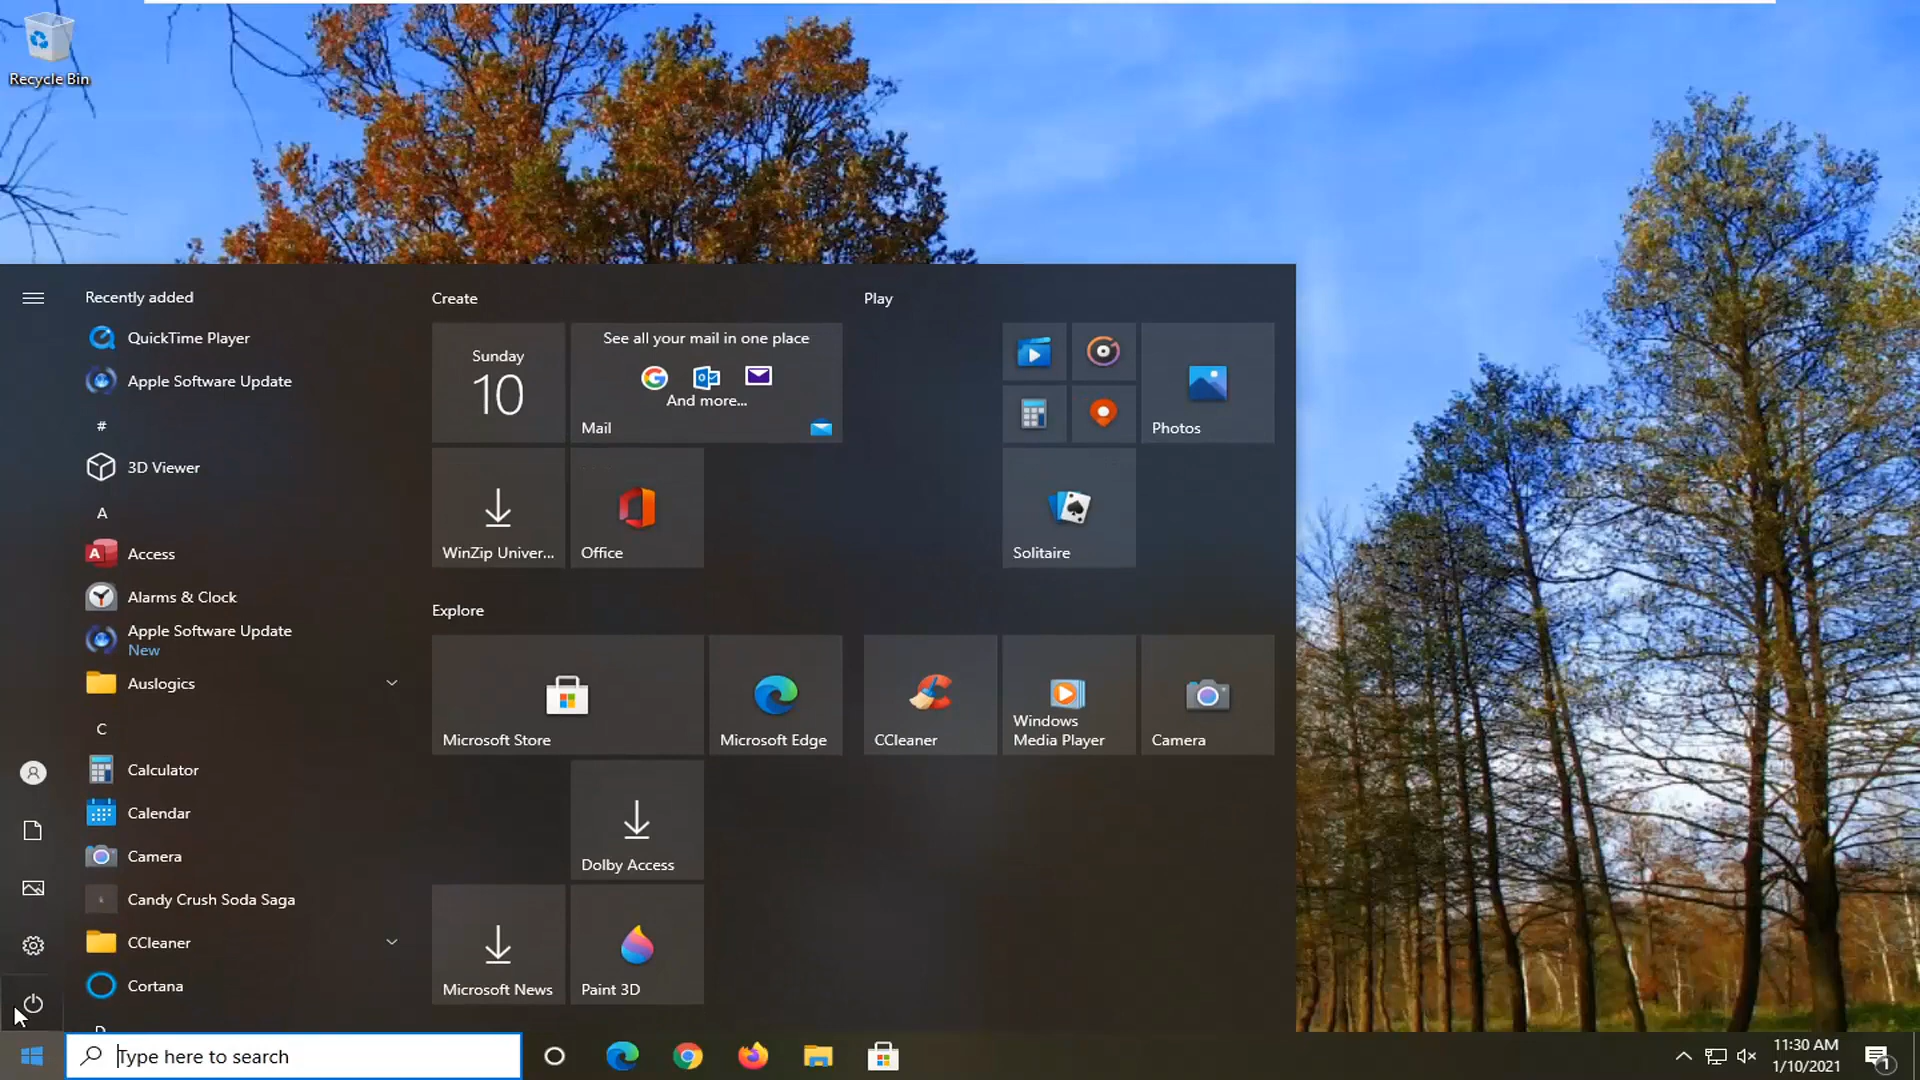 Recycle Bin
Recently added
QuickTime Player
Apple Software Update
#
3D Viewer
A
Access
Alarms & Clock
Apple Software Update
New
Auslogics
C
Calculator
Calendar
Camera
Candy Crush Soda Saga
CCleaner
Cortana
D
Create
Sunday
10
See all your mail in one place
And more...
Mail
WinZip Univer...
Office
Play
Photos
Solitaire
Explore
Microsoft Store
Microsoft Edge
CCleaner
Windows
Media Player
Camera
Dolby Access
Microsoft News
Paint 3D
Type here to search
11:30 AM
1/10/2021
1